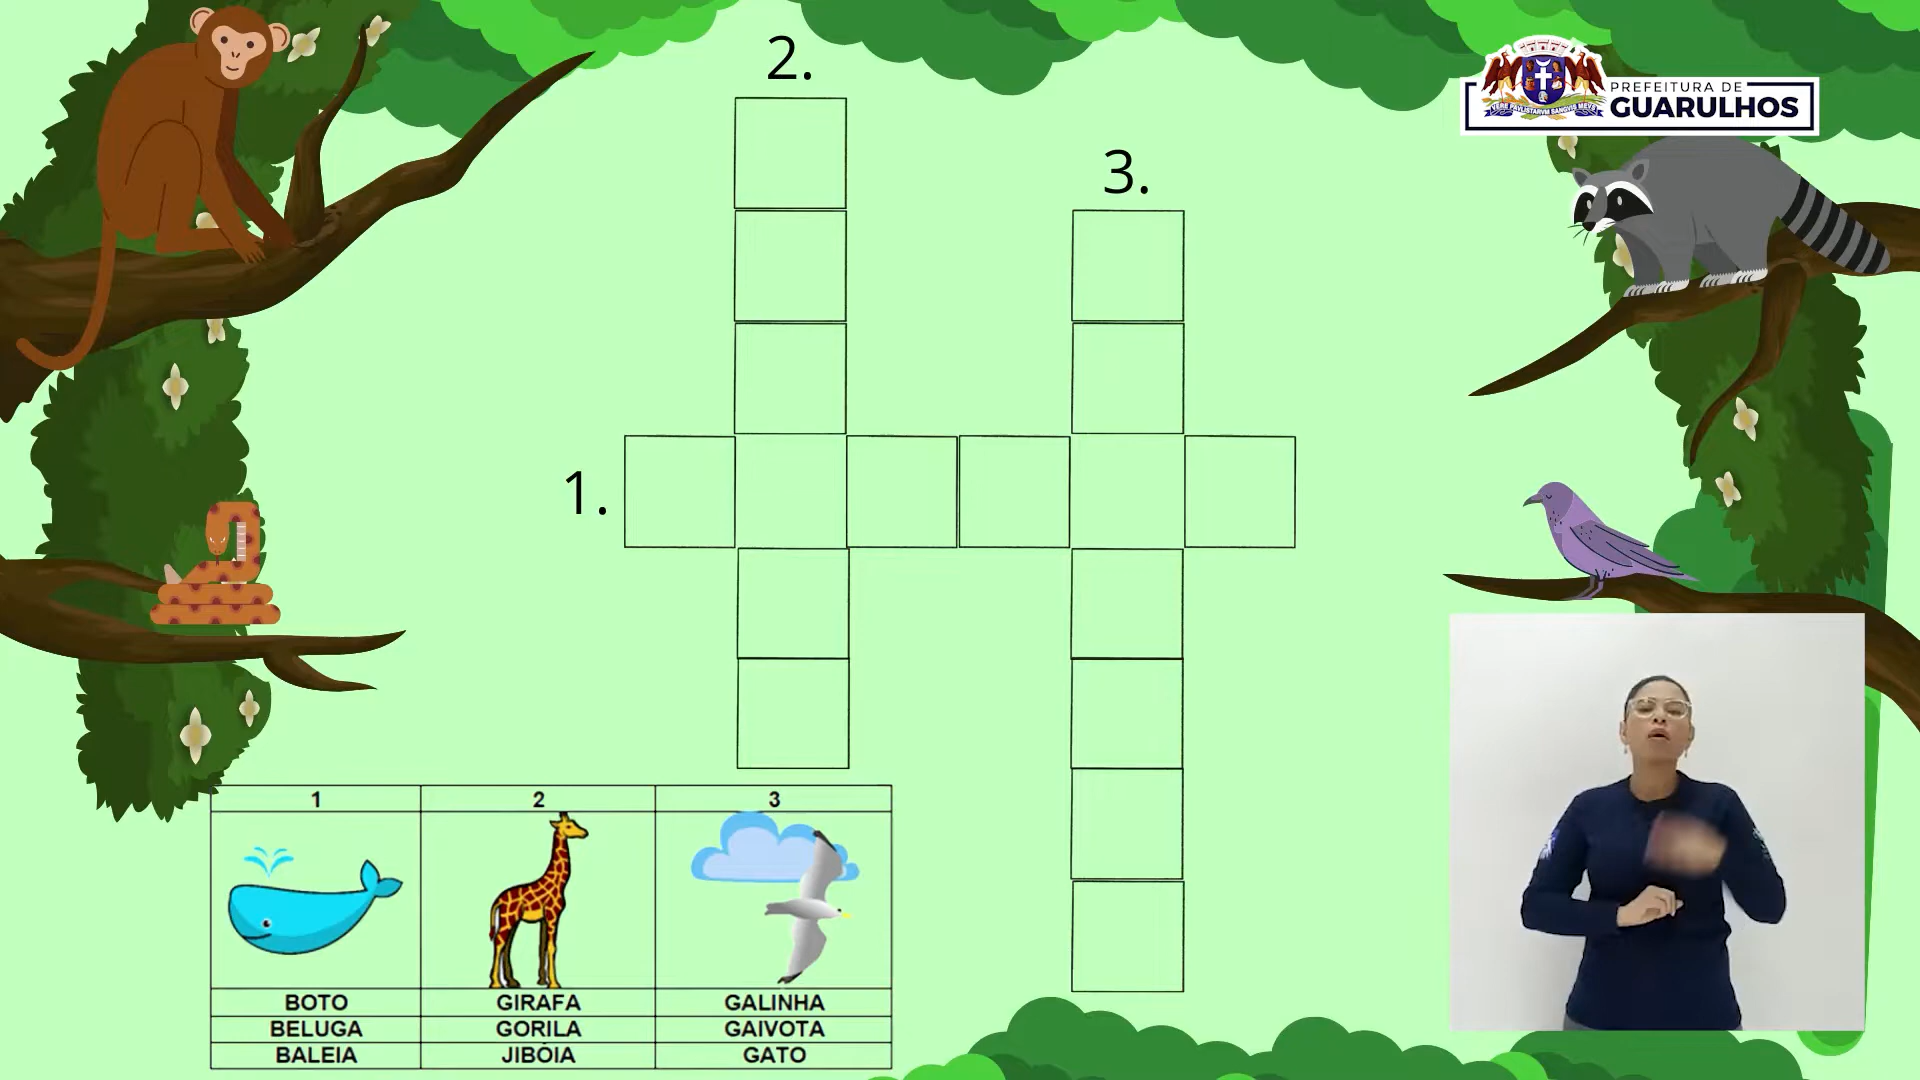 2.
PREFEITURA DE
GUARULHOS
3.
1.
1 2 3
BOTO GIRAFA GALINHA
BELUGA GORILA GAIVOTA
BALEIA JIBÓIA GATO